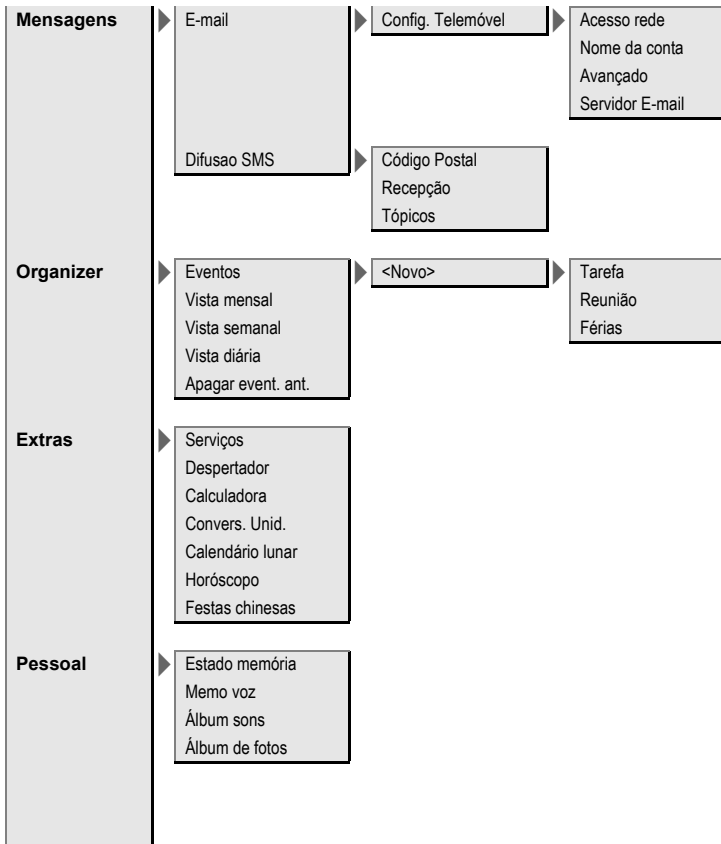 Mensagens
E-mail
Config. Telemóvel
Acesso rede
Nome da conta
Avançado
Servidor E-mail
Difusao SMS
Código Postal
Recepção
Tópicos
Organizer
Eventos
<Novo>
Tarefa
Vista mensal
Reunião
Vista semanal
Férias
Vista diária
Apagar event. ant.
Extras
Serviços
Despertador
Calculadora
Convers. Unid.
Calendário lunar
Horóscopo
Festas chinesas
Pessoal
Estado memória
Memo voz
Álbum sons
Álbum de fotos